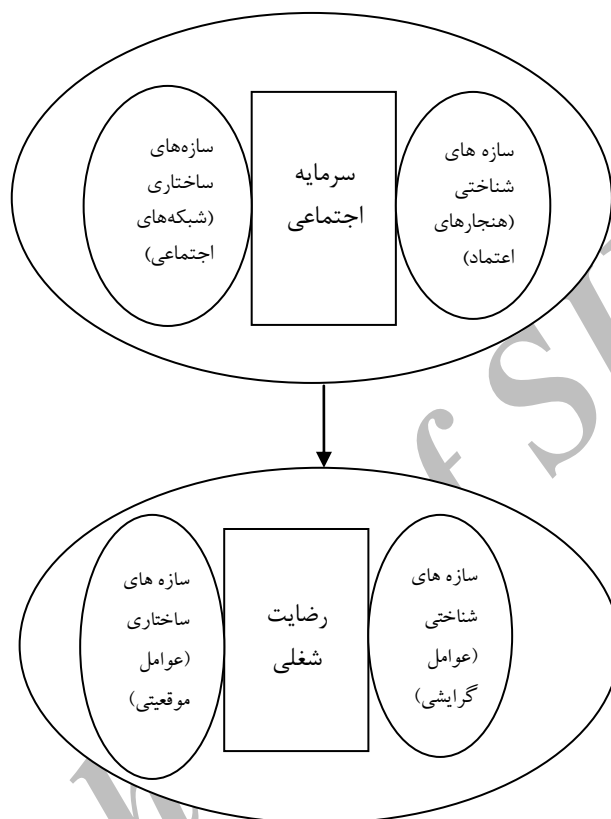 سازه های
شناختی
(هنجارهای
اعتماد)
سرمایه
اجتماعی
سازه‌های
ساختاری
(شبکه‌های
اجتماعی)
سازه های
شناختی
(عوامل
گرایشی)
رضایت
شغلی
سازه های
ساختاری
(عوامل
موقعیتی)